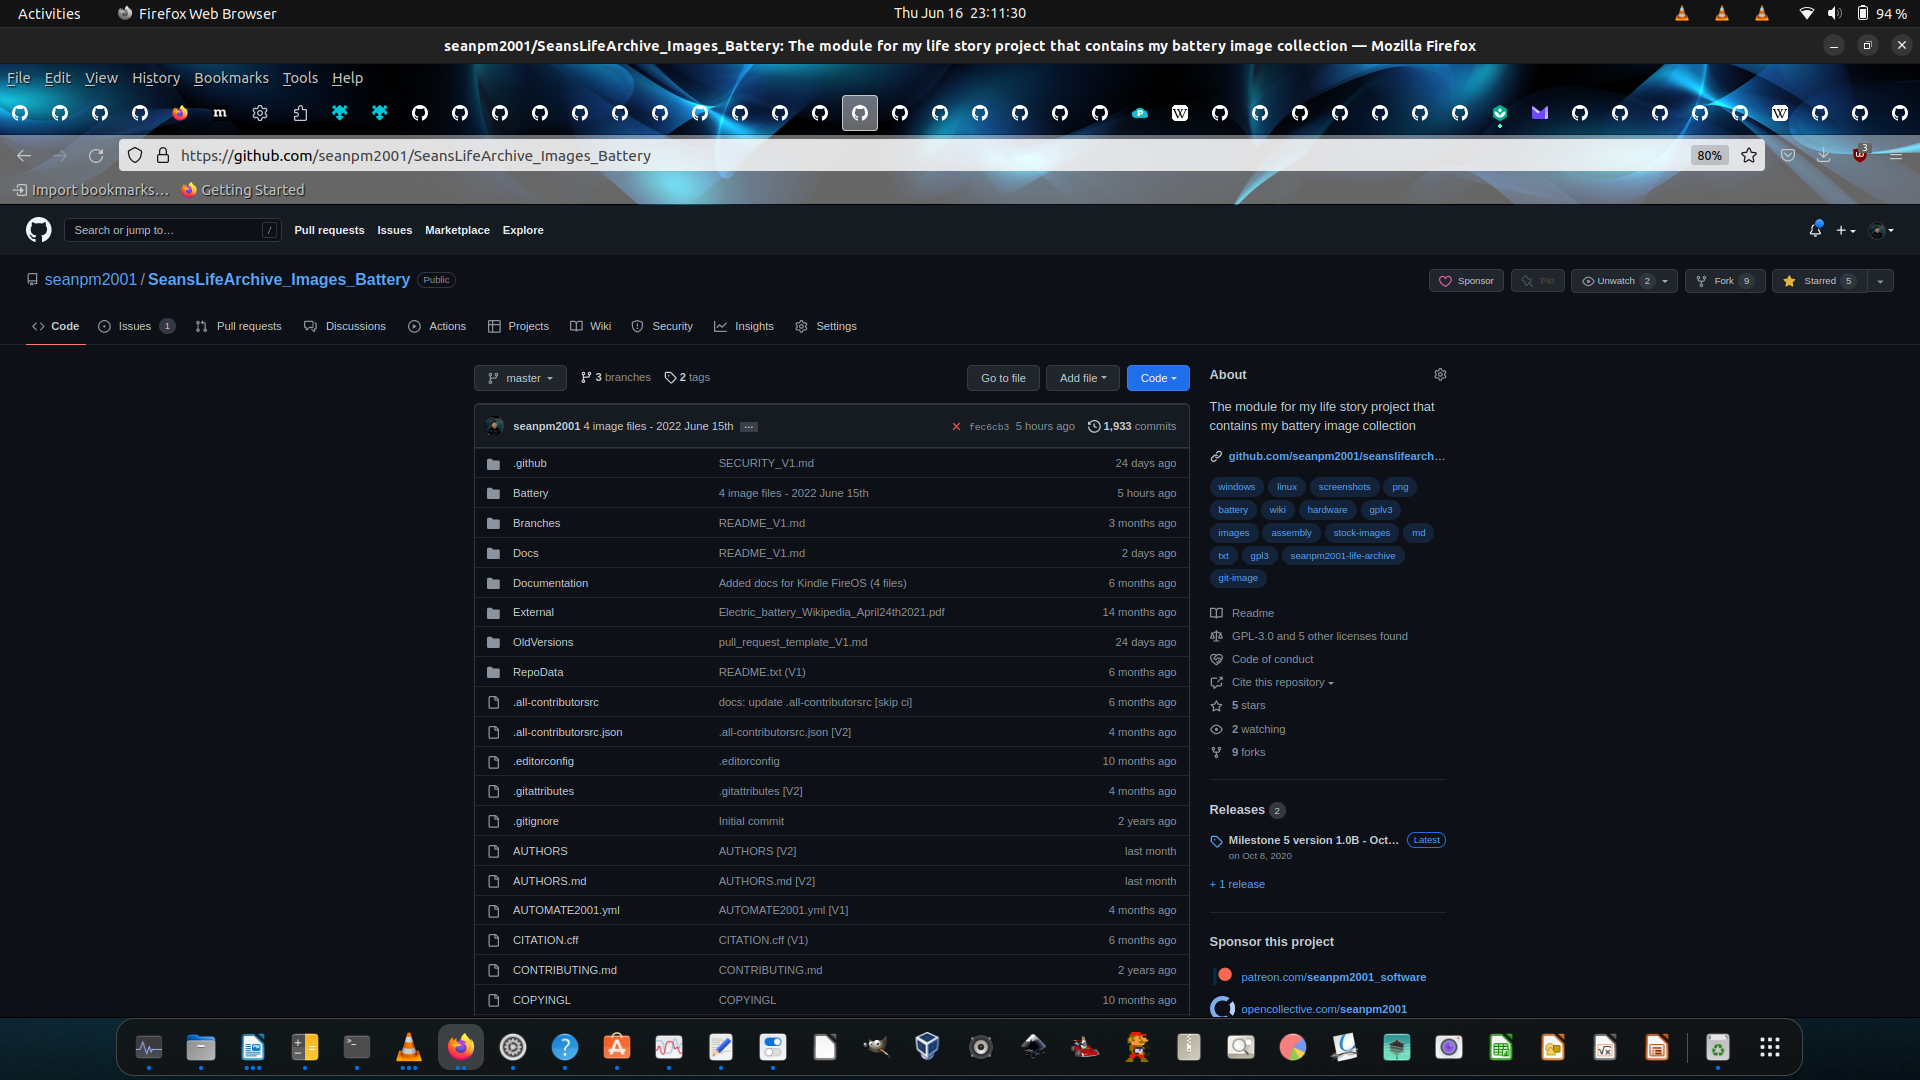 Activities Firefox Web Browser Thu Jun 16 23:11:30 94 %
seanpm2001/SeansLifeArchive_Images_Battery: The module for my life story project that contains my battery image collection — Mozilla Firefox
File Edit View History Bookmarks Tools Help
https://github.com/seanpm2001/SeansLifeArchive_Images_Battery 80% 3
Import bookmarks… Getting Started
Search or jump to… / Pull requests Issues Marketplace Explore
seanpm2001 / SeansLifeArchive_Images_Battery Public Sponsor Pin Unwatch 2 Fork 9 Starred 5
Code Issues 1 Pull requests Discussions Actions Projects Wiki Security Insights Settings
master 3 branches 2 tags Go to file Add file Code
seanpm2001 4 image files - 2022 June 15th ... fec6cb3 5 hours ago 1,933 commits
.github SECURITY_V1.md 24 days ago
Battery 4 image files - 2022 June 15th 5 hours ago
Branches README_V1.md 3 months ago
Docs README_V1.md 2 days ago
Documentation Added docs for Kindle FireOS (4 files) 6 months ago
External Electric_battery_Wikipedia_April24th2021.pdf 14 months ago
OldVersions pull_request_template_V1.md 24 days ago
RepoData README.txt (V1) 6 months ago
.all-contributorsrc docs: update .all-contributorsrc [skip ci] 6 months ago
.all-contributorsrc.json .all-contributorsrc.json [V2] 4 months ago
.editorconfig .editorconfig 10 months ago
.gitattributes .gitattributes [V2] 4 months ago
.gitignore Initial commit 2 years ago
AUTHORS AUTHORS [V2] last month
AUTHORS.md AUTHORS.md [V2] last month
AUTOMATE2001.yml AUTOMATE2001.yml [V1] 4 months ago
CITATION.cff CITATION.cff (V1) 6 months ago
CONTRIBUTING.md CONTRIBUTING.md 2 years ago
COPYINGL COPYINGL 10 months ago
About
The module for my life story project that
contains my battery image collection
github.com/seanpm2001/seanslifearch...
windows linux screenshots png
battery wiki hardware gplv3
images assembly stock-images md
txt gpl3 seanpm2001-life-archive
git-image
Readme
GPL-3.0 and 5 other licenses found
Code of conduct
Cite this repository
5 stars
2 watching
9 forks
Releases 2
Milestone 5 version 1.0B - Oct... Latest
on Oct 8, 2020
+ 1 release
Sponsor this project
patreon.com/seanpm2001_software
opencollective.com/seanpm2001